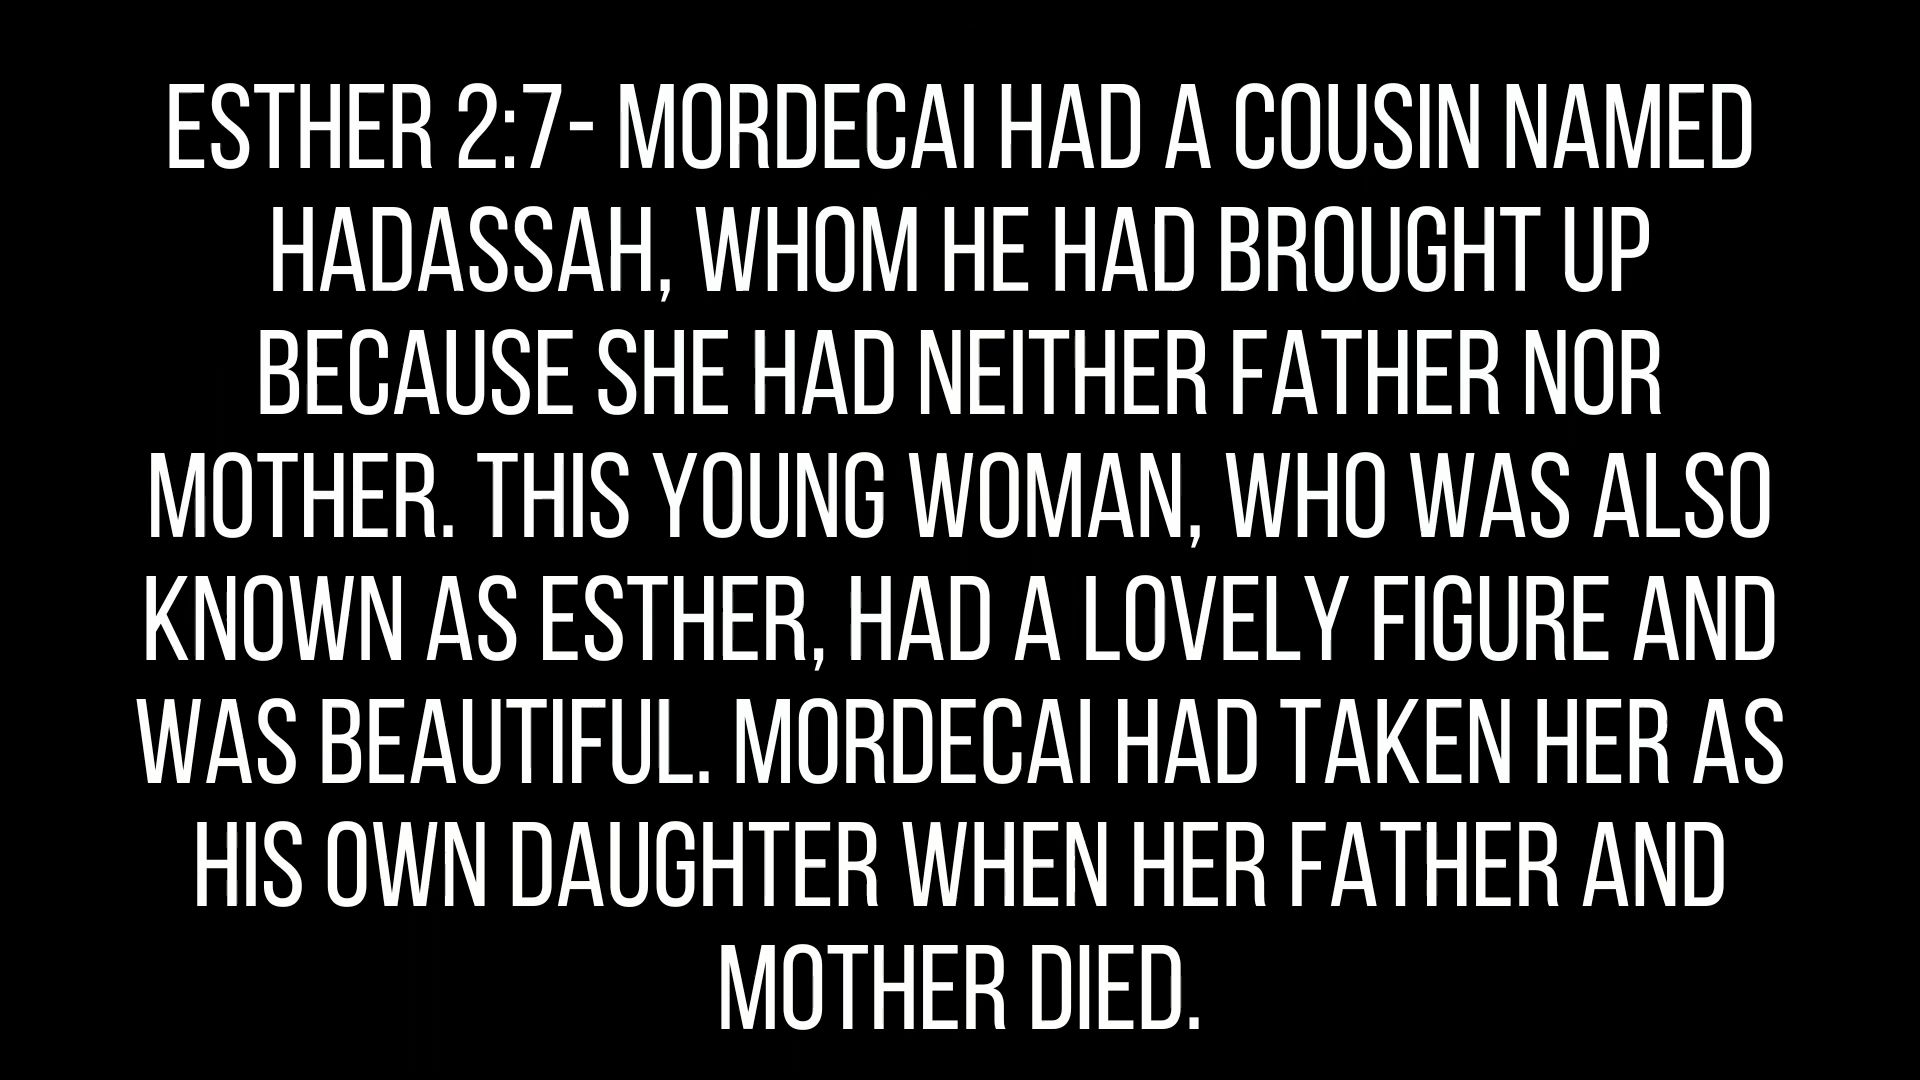 ESTHER 2:7- MORDECAI HAD A COUSIN NAMED
HADASSAH, WHOM HE HAD BROUGHT UP
BECAUSE SHE HAD NEITHER FATHER NOR
MOTHER. THIS YOUNG WOMAN, WHO WAS ALSO
KNOWN AS ESTHER, HAD A LOVELY FIGURE AND
WAS BEAUTIFUL. MORDECAI HAD TAKEN HER AS
HIS OWN DAUGHTER WHEN HER FATHER AND
MOTHER DIED.